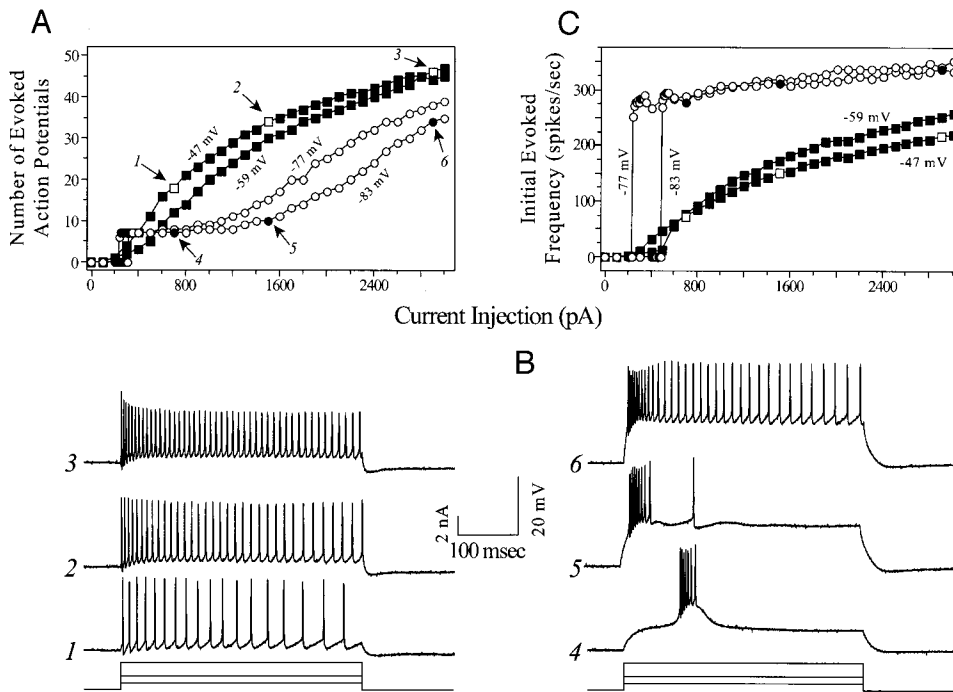 A
Number of Evoked
Action Potentials
50
40
30
20
10
0
0
800
1600
2400
1
2
3
4
5
6
-47 mV
-59 mV
-77 mV
-83 mV
C
Initial Evoked
Frequency (spikes/sec)
300
200
100
0
0
800
1600
2400
-77 mV
-83 mV
-59 mV
-47 mV
Current Injection (pA)
B
3
2
1
2 nA
20 mV
100 msec
6
5
4